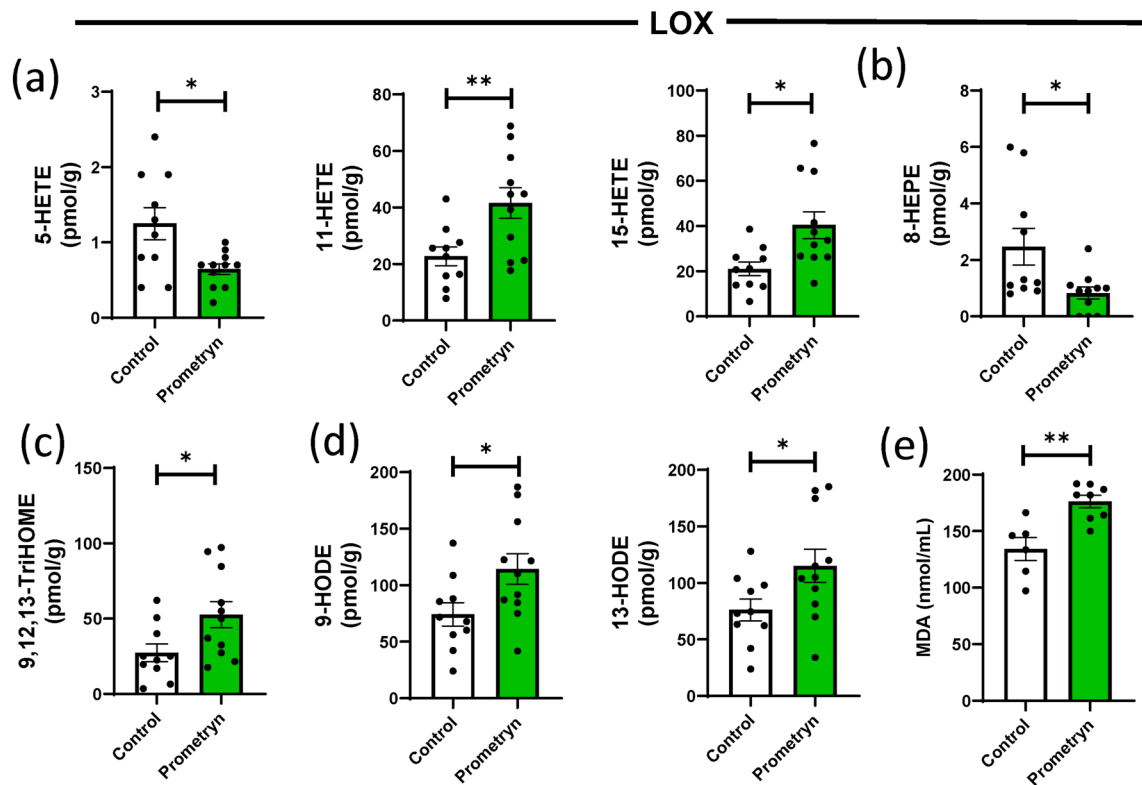 LOX
(a)
5-HETE
(pmol/g)
3
2
1
0
*
Control
Prometryn
11-HETE
(pmol/g)
80
60
40
20
0
**
Control
Prometryn
15-HETE
(pmol/g)
100
80
60
40
20
0
*
Control
Prometryn
(b)
8-HEPE
(pmol/g)
8
6
4
2
0
*
Control
Prometryn
(c)
9,12,13-TriHOME
(pmol/g)
150
100
50
0
*
Control
Prometryn
(d)
9-HODE
(pmol/g)
200
150
100
50
0
*
Control
Prometryn
13-HODE
(pmol/g)
200
150
100
50
0
*
Control
Prometryn
(e)
MDA (nmol/mL)
200
150
100
50
0
**
Control
Prometryn